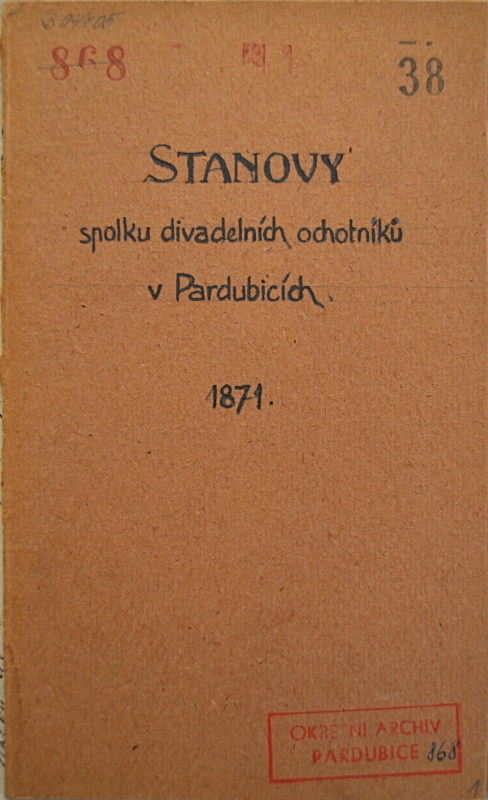 868
38
STANOVY
spolku divadelních ochotníků
v Pardubicích.
1871.
OKRESNÍ ARCHIV
PARDUBICE 868
1